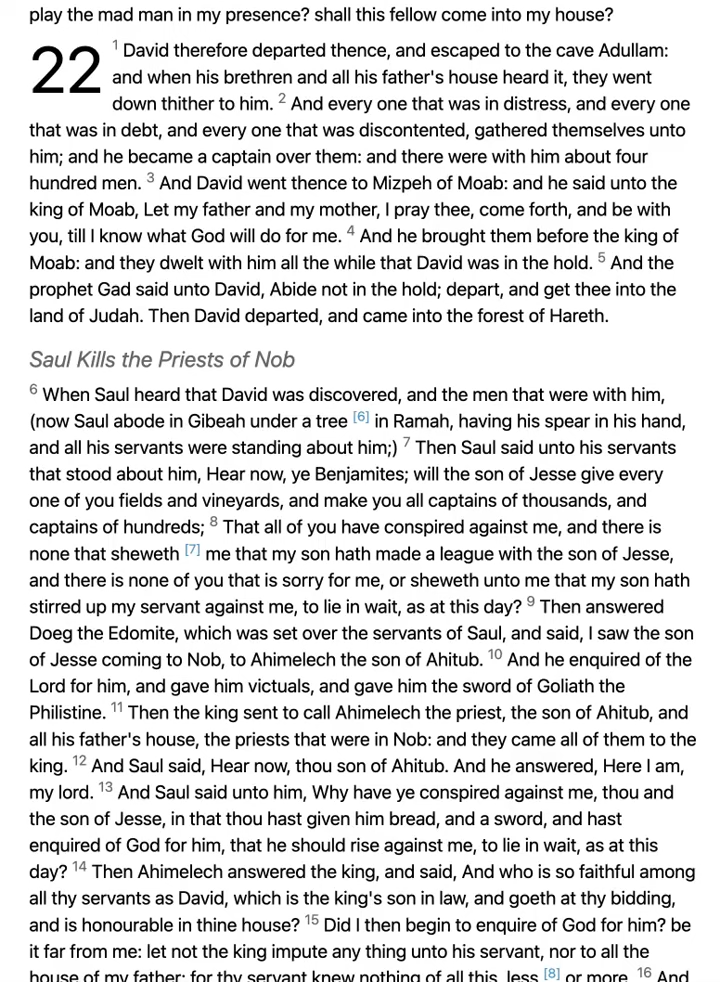 play the mad man in my presence? shall this fellow come into my house?
22 1 David therefore departed thence, and escaped to the cave Adullam:
and when his brethren and all his father's house heard it, they went
down thither to him. 2 And every one that was in distress, and every one
that was in debt, and every one that was discontented, gathered themselves unto
him; and he became a captain over them: and there were with him about four
hundred men. 3 And David went thence to Mizpeh of Moab: and he said unto the
king of Moab, Let my father and my mother, I pray thee, come forth, and be with
you, till I know what God will do for me. 4 And he brought them before the king of
Moab: and they dwelt with him all the while that David was in the hold. 5 And the
prophet Gad said unto David, Abide not in the hold; depart, and get thee into the
land of Judah. Then David departed, and came into the forest of Hareth.
Saul Kills the Priests of Nob
6 When Saul heard that David was discovered, and the men that were with him,
(now Saul abode in Gibeah under a tree [6] in Ramah, having his spear in his hand,
and all his servants were standing about him;) 7 Then Saul said unto his servants
that stood about him, Hear now, ye Benjamites; will the son of Jesse give every
one of you fields and vineyards, and make you all captains of thousands, and
captains of hundreds; 8 That all of you have conspired against me, and there is
none that sheweth [7] me that my son hath made a league with the son of Jesse,
and there is none of you that is sorry for me, or sheweth unto me that my son hath
stirred up my servant against me, to lie in wait, as at this day? 9 Then answered
Doeg the Edomite, which was set over the servants of Saul, and said, I saw the son
of Jesse coming to Nob, to Ahimelech the son of Ahitub. 10 And he enquired of the
Lord for him, and gave him victuals, and gave him the sword of Goliath the
Philistine. 11 Then the king sent to call Ahimelech the priest, the son of Ahitub, and
all his father's house, the priests that were in Nob: and they came all of them to the
king. 12 And Saul said, Hear now, thou son of Ahitub. And he answered, Here I am,
my lord. 13 And Saul said unto him, Why have ye conspired against me, thou and
the son of Jesse, in that thou hast given him bread, and a sword, and hast
enquired of God for him, that he should rise against me, to lie in wait, as at this
day? 14 Then Ahimelech answered the king, and said, And who is so faithful among
all thy servants as David, which is the king's son in law, and goeth at thy bidding,
and is honourable in thine house? 15 Did I then begin to enquire of God for him? be
it far from me: let not the king impute any thing unto his servant, nor to all the
house of my father: for thy servant knew nothing of all this, less [8] or more. 16 And